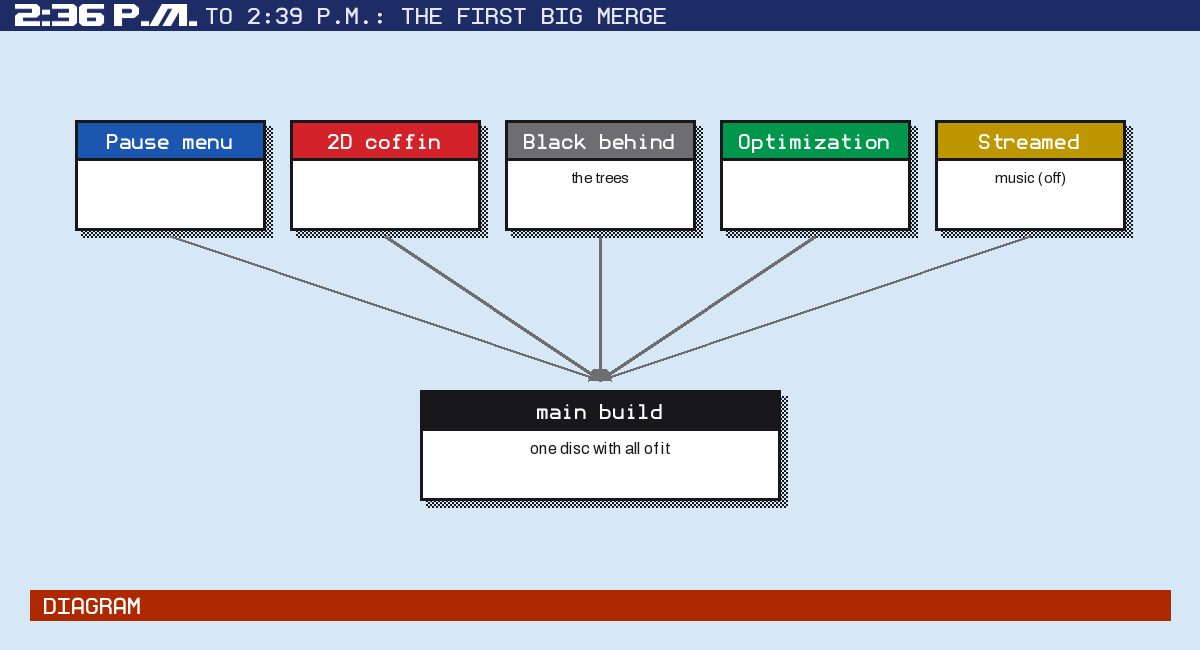 2:36 P.M. TO 2:39 P.M.: THE FIRST BIG MERGE
Pause menu
2D coffin
Black behind
the trees
Optimization
Streamed
music (off)
main build
one disc with all of it
DIAGRAM